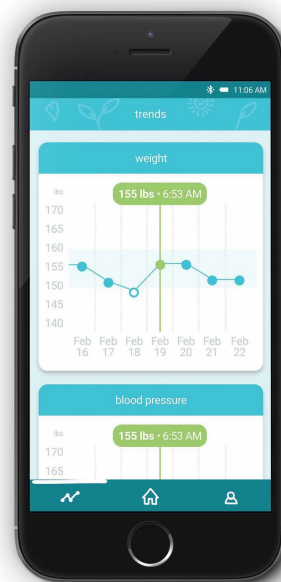 11:06 AM
trends
weight
lbs
155 lbs • 6:53 AM
170
165
160
155
150
145
140
Feb Feb Feb Feb Feb Feb Feb
16 17 18 19 20 21 22
blood pressure
lbs
155 lbs • 6:53 AM
170
165